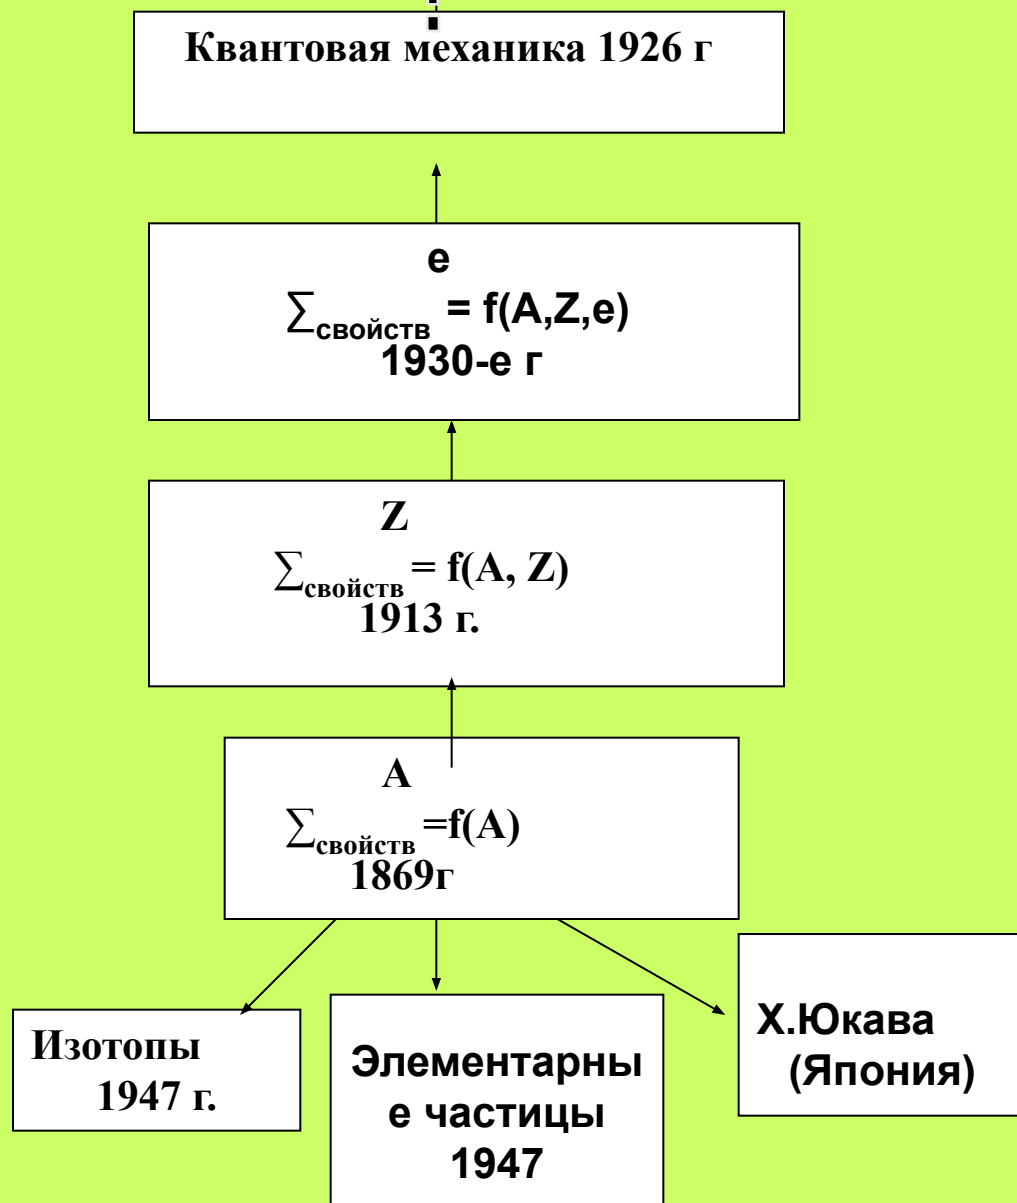 Квантовая механика 1926 г
е
∑свойств = f(A,Z,e)
1930-е г
Z
∑свойств = f(A, Z)
1913 г.
А
∑свойств =f(A)
1869г
Изотопы
1947 г.
Элементарны
е частицы
1947
Х.Юкава
(Япония)